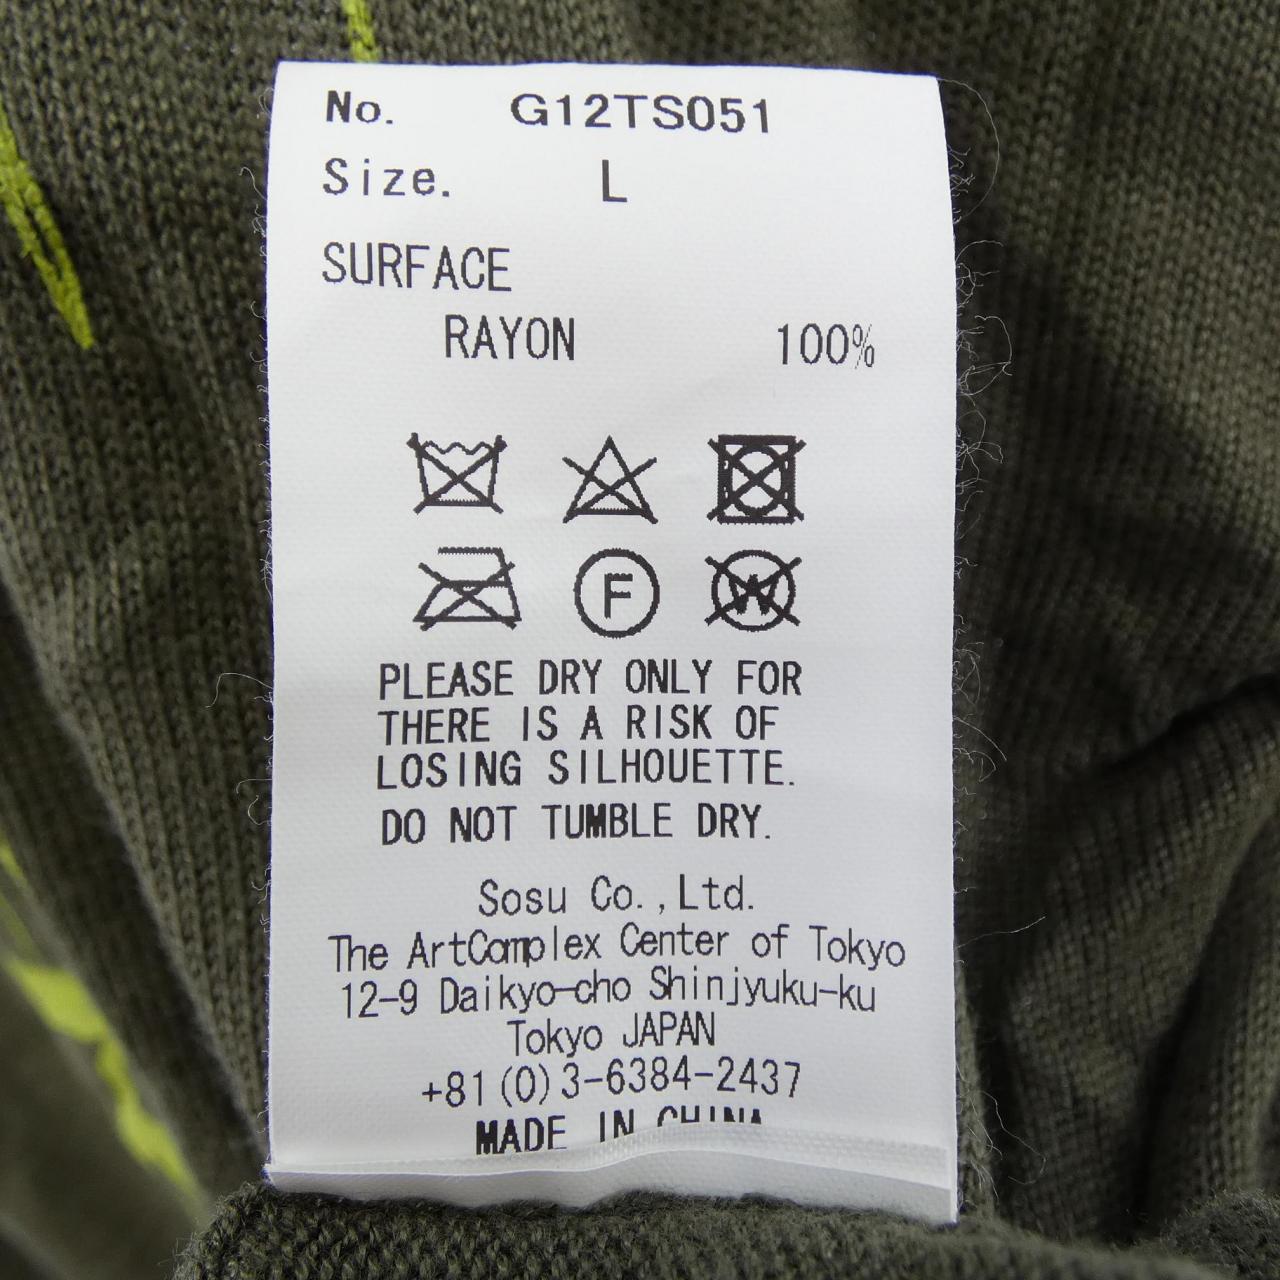 No. G12TS051
Size. L
SURFACE
RAYON 100%
F W
PLEASE DRY ONLY FOR
THERE IS A RISK OF
LOSING SILHOUETTE.
DO NOT TUMBLE DRY.
Sosu Co.,Ltd.
The ArtComplex Center of Tokyo
12-9 Daikyo-cho Shinjyuku-ku
Tokyo JAPAN
+81(0)3-6384-2437
MADE IN CHINA